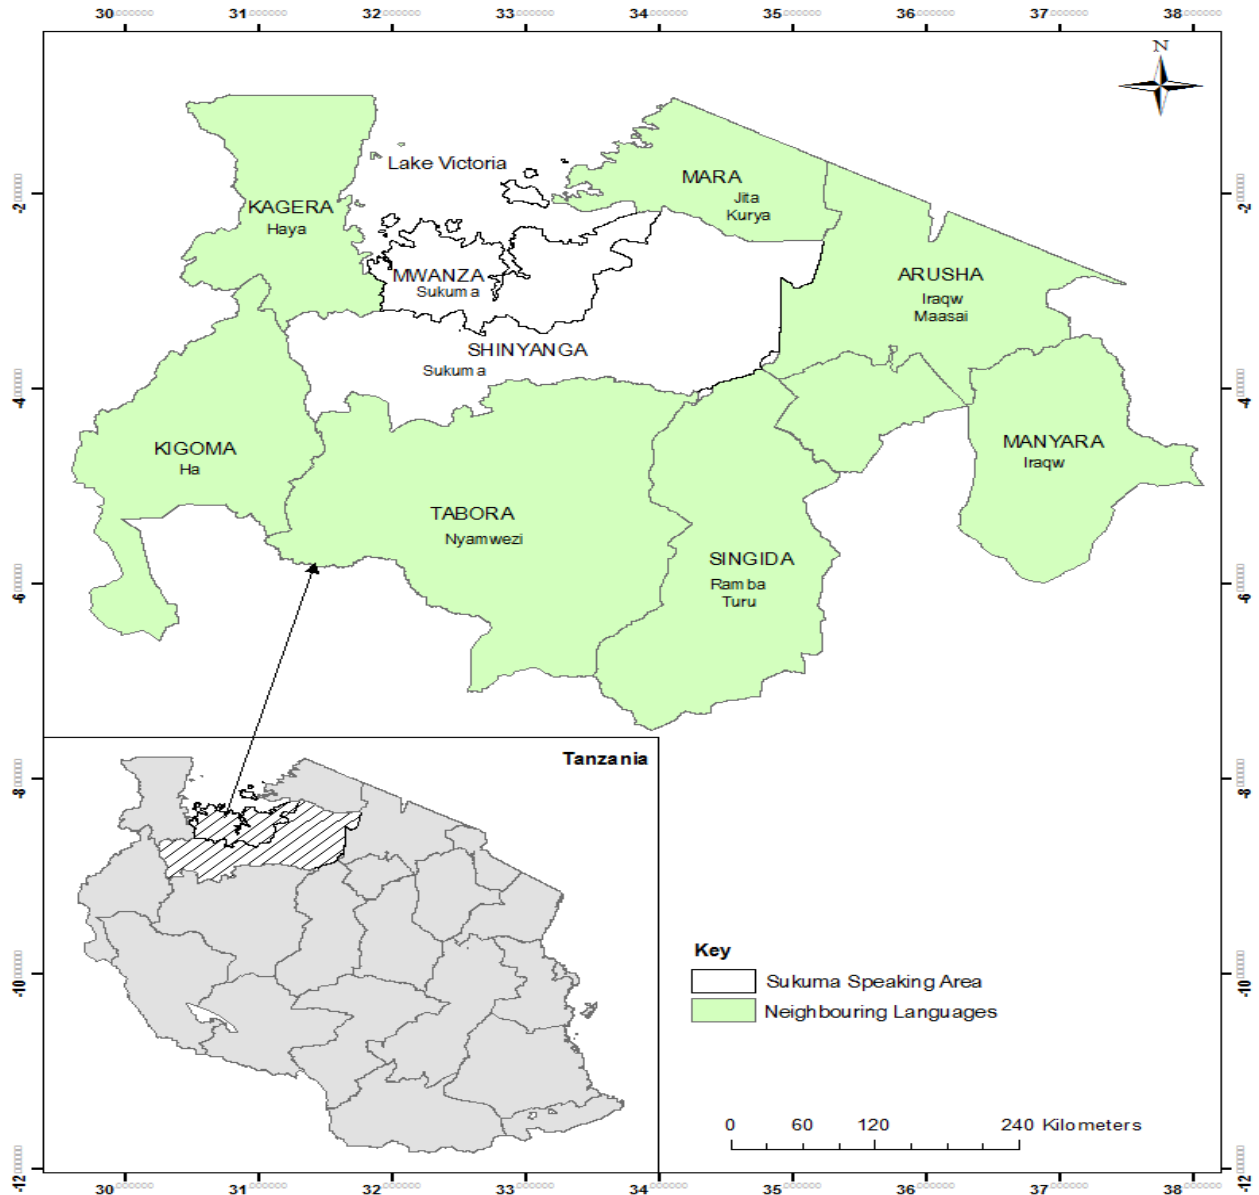 30 31 32 33 34 35 36 37 38
N
Lake Victoria
KAGERA
Haya
MARA
Jita
Kurya
MWANZA
Sukuma
ARUSHA
Iraqw
Maasai
SHINYANGA
Sukuma
KIGOMA
Ha
MANYARA
Iraqw
TABORA
Nyamwezi
SINGIDA
Ramba
Turu
Tanzania
Key
Sukuma Speaking Area
Neighbouring Languages
0 60 120 240 Kilometers
-2
-4
-6
-8
-10
-12
-2
-4
-6
-8
-10
-12
30 31 32 33 34 35 36 37 38